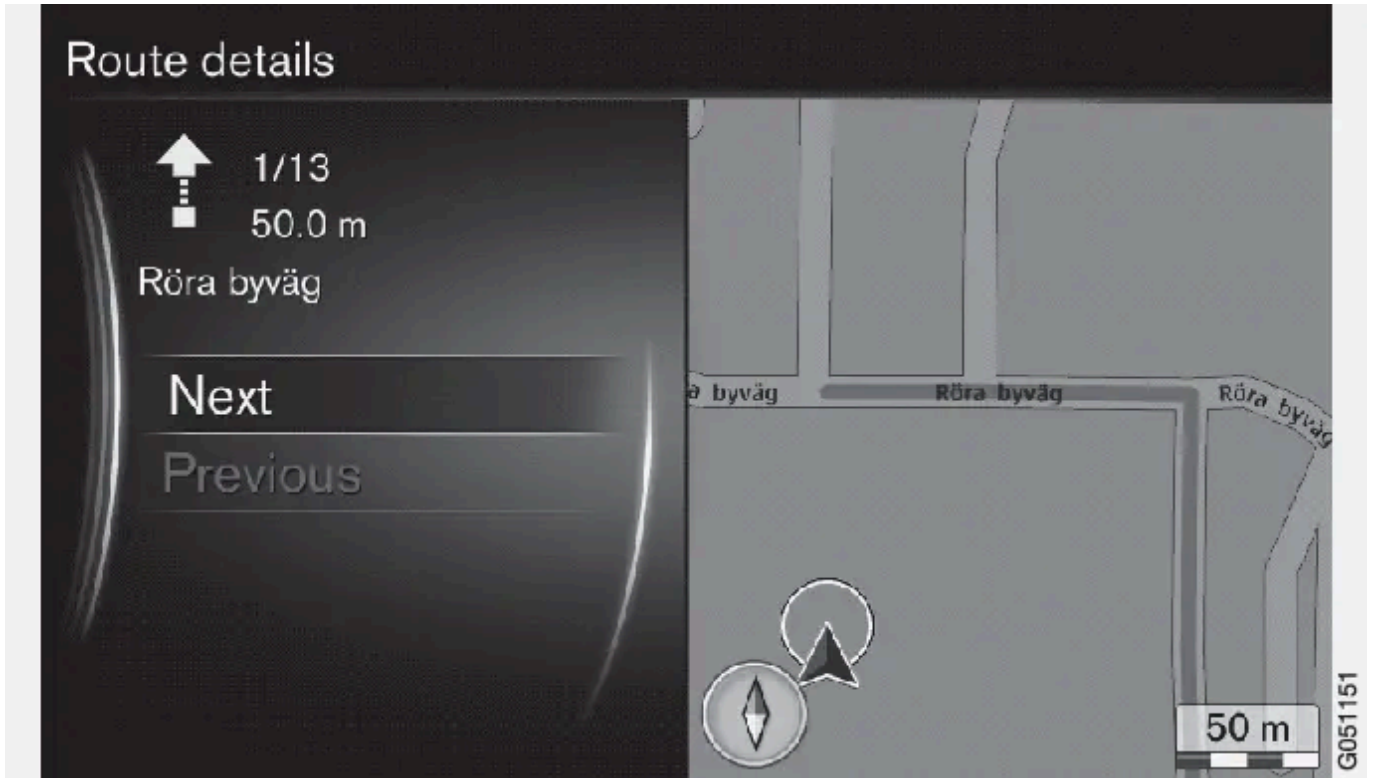 Route details
1/13
50.0 m
Röra byväg
Next
Previous
a byväg
Röra byväg
Röra byväg
50 m
G051151